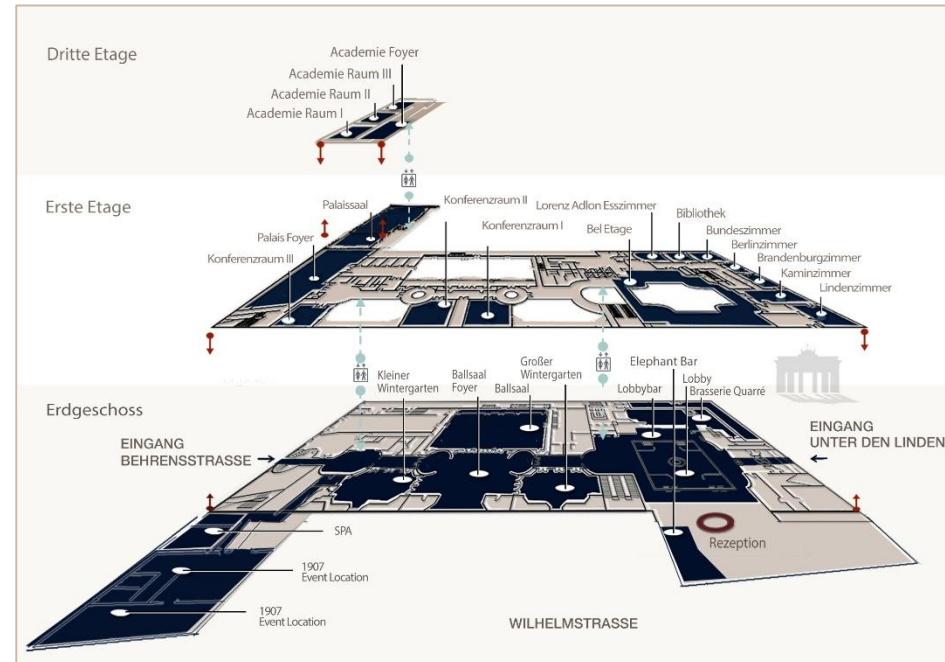 Dritte Etage
Academie Foyer
Academie Raum III
Academie Raum II
Academie Raum I
Erste Etage
Palaissaal
Palais Foyer
Konferenzraum III
Konferenzraum II
Konferenzraum I
Lorenz Adlon Esszimmer
Bel Etage
Bibliothek
Bundeszimmer
Berlinzimmer
Brandenburgzimmer
Kaminzimmer
Lindenzimmer
Erdgeschoss
Kleiner
Wintergarten
Ballsaal
Foyer
Ballsaal
Großer
Wintergarten
Elephant Bar
Lobbybar
Lobby
Brasserie Quarré
EINGANG
BEHRENSSTRASSE
EINGANG
UNTER DEN LINDEN
SPA
1907
Event Location
1907
Event Location
Rezeption
WILHELMSTRASSE